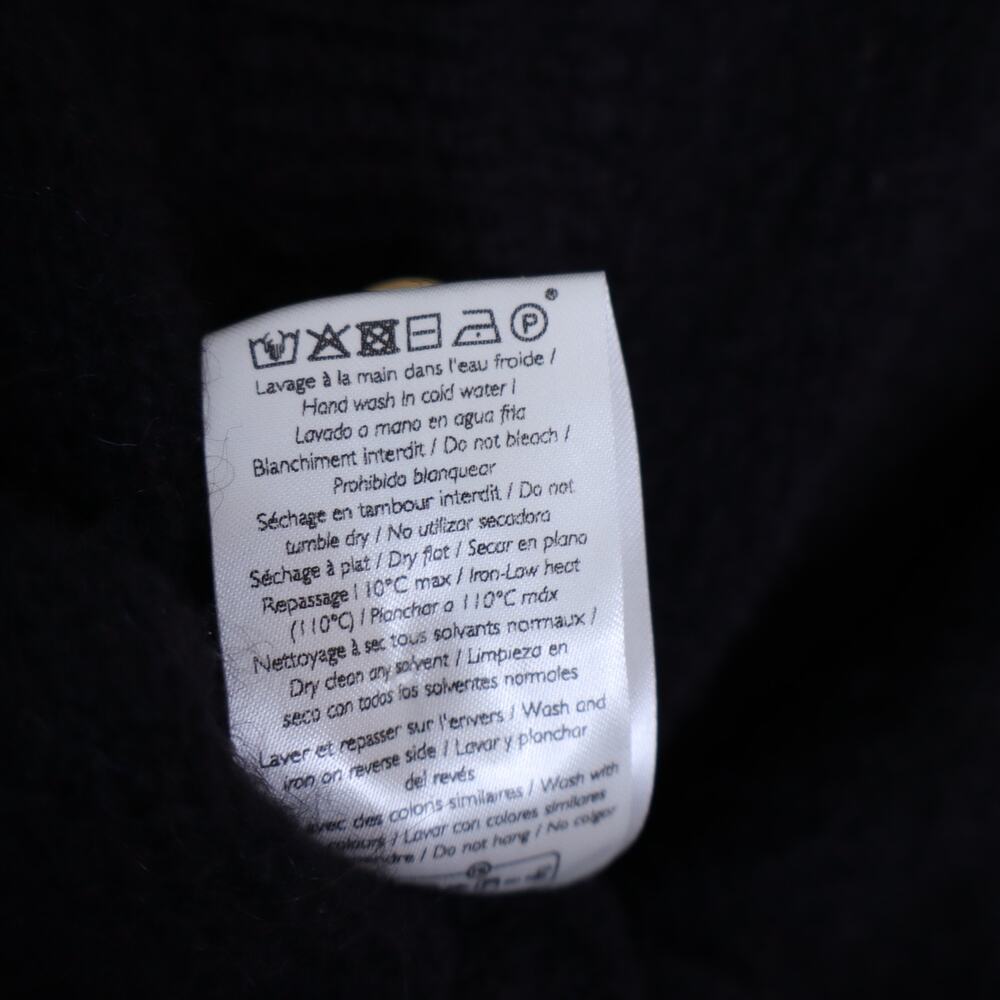 P
Lavage à la main dans l'eau froide /
Hand wash in cold water /
Lavado a mano en agua fría
Blanchiment interdit / Do not bleach /
Prohibido blanquear
Séchage en tambour interdit / Do not
tumble dry / No utilizar secadora
Séchage à plat / Dry flat / Secar en plano
Repassage 110°C max / Iron-Low heat
(110°C) / Planchar a 110°C máx
Nettoyage à sec tous solvants normaux /
Dry clean any solvent / Limpieza en
seco con todos los solventes normales
Laver et repasser sur l'envers / Wash and
iron on reverse side / Lavar y planchar
del revés
avec des coloris similaires / Wash with
colours / Lavar con colores similares
/ Do not hang / No colgar